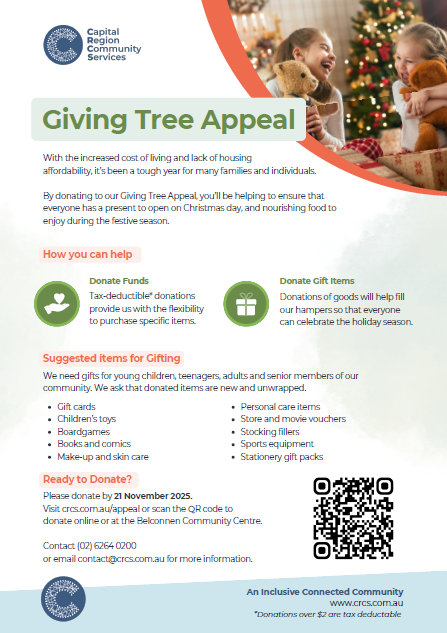 Capital
Region
Community
Services
Giving Tree Appeal
With the increased cost of living and lack of housing
affordability, it's been a tough year for many families and individuals.
By donating to our Giving Tree Appeal, you'll be helping to ensure that
everyone has a present to open on Christmas day, and nourishing food to
enjoy during the festive season.
How you can help
Donate Funds
Tax-deductible* donations
provide us with the flexibility
to purchase specific items.
Donate Gift Items
Donations of goods will help fill
our hampers so that everyone
can celebrate the holiday season.
Suggested items for Gifting
We need gifts for young children, teenagers, adults and senior members of our
community. We ask that donated items are new and unwrapped.
• Gift cards
• Children's toys
• Boardgames
• Books and comics
• Make-up and skin care
• Personal care items
• Store and movie vouchers
• Stocking fillers
• Sports equipment
• Stationery gift packs
Ready to Donate?
Please donate by 21 November 2025.
Visit crcs.com.au/appeal or scan the QR code to
donate online or at the Belconnen Community Centre.
Contact (02) 6264 0200
or email contact@crcs.com.au for more information.
An Inclusive Connected Community
www.crcs.com.au
*Donations over $2 are tax deductable